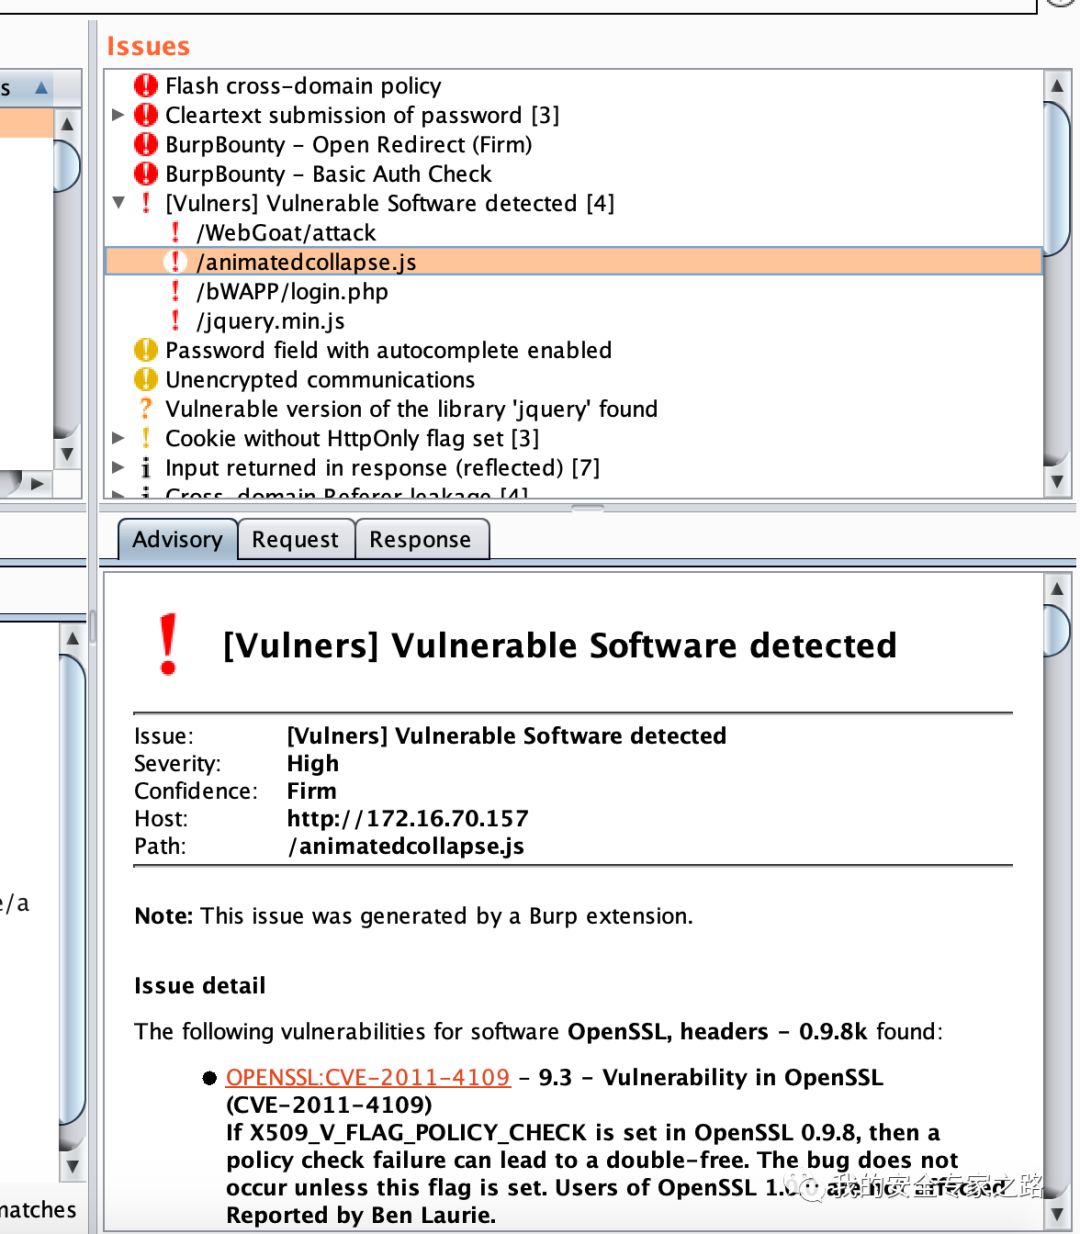 s
Issues
Flash cross-domain policy
Cleartext submission of password [3]
BurpBounty - Open Redirect (Firm)
BurpBounty - Basic Auth Check
[Vulners] Vulnerable Software detected [4]
/WebGoat/attack
/animatedcollapse.js
/bWAPP/login.php
/jquery.min.js
Password field with autocomplete enabled
Unencrypted communications
Vulnerable version of the library 'jquery' found
Cookie without HttpOnly flag set [3]
Input returned in response (reflected) [7]
Cross-domain Referer leakage [4]
Advisory Request Response
[Vulners] Vulnerable Software detected
Issue: [Vulners] Vulnerable Software detected
Severity: High
Confidence: Firm
Host: http://172.16.70.157
Path: /animatedcollapse.js
e/a
Note: This issue was generated by a Burp extension.
Issue detail
The following vulnerabilities for software OpenSSL, headers - 0.9.8k found:
OPENSSL:CVE-2011-4109 - 9.3 - Vulnerability in OpenSSL
(CVE-2011-4109)
If X509_V_FLAG_POLICY_CHECK is set in OpenSSL 0.9.8, then a
policy check failure can lead to a double-free. The bug does not
occur unless this flag is set. Users of OpenSSL are not affected
Reported by Ben Laurie.
我的安全专家之路
matches